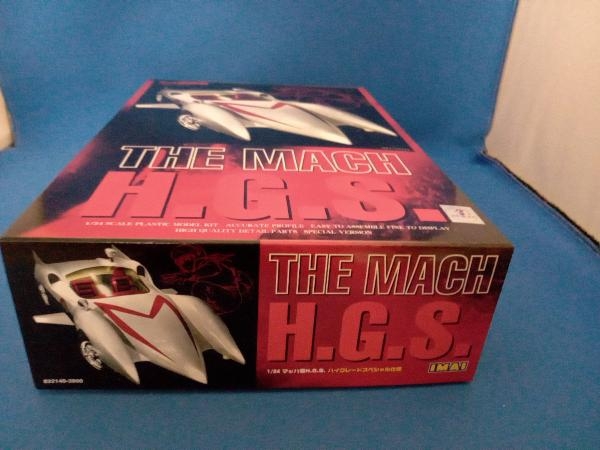 THE MACH
H.G.S.
1/24 SCALE PLASTIC MODEL KIT   ACCURATE PROFILE   EASY TO ASSEMBLE FINE TO DISPLAY
HIGH QUALITY DETAIL PARTS   SPECIAL VERSION
THE MACH
H.G.S.
1/24 マッハ号H.G.S. ハイグレードスペシャル仕様
IMAI